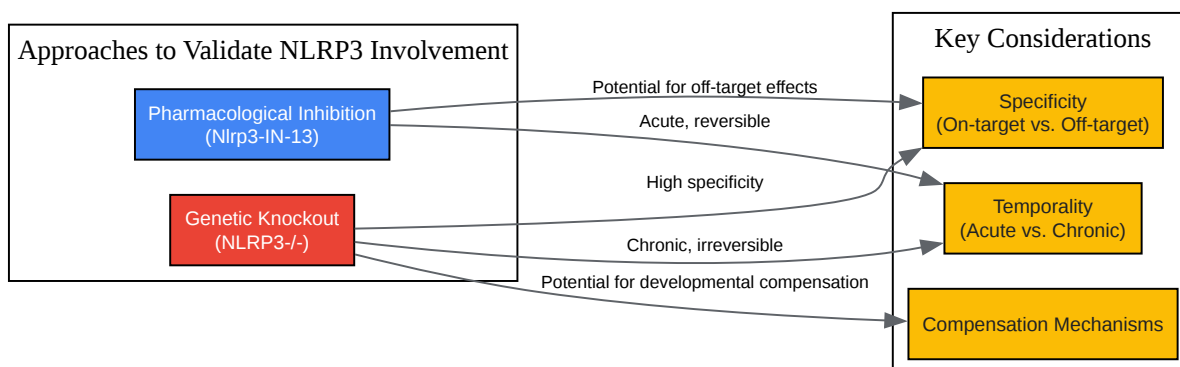 Approaches to Validate NLRP3 Involvement
Pharmacological Inhibition
(Nlrp3-IN-13)
Genetic Knockout
(NLRP3-/-)
Potential for off-target effects
Acute, reversible
High specificity
Chronic, irreversible
Potential for developmental compensation
Key Considerations
Specificity
(On-target vs. Off-target)
Temporality
(Acute vs. Chronic)
Compensation Mechanisms